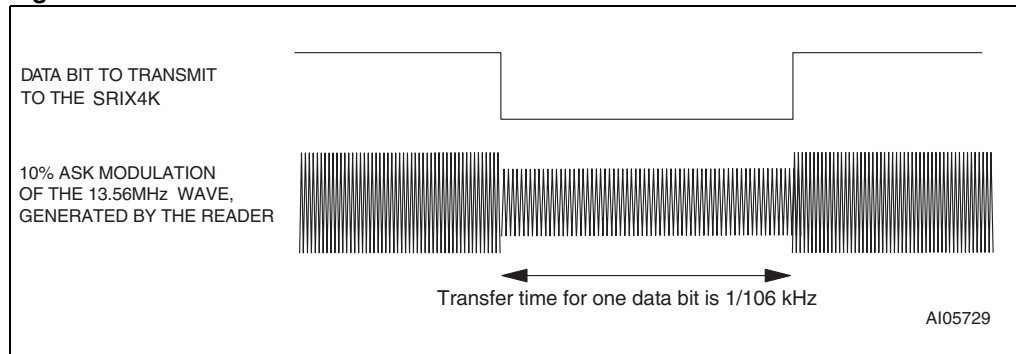 DATA BIT TO TRANSMIT
TO THE SRIX4K
10% ASK MODULATION
OF THE 13.56MHz WAVE,
GENERATED BY THE READER
Transfer time for one data bit is 1/106 kHz
AI05729